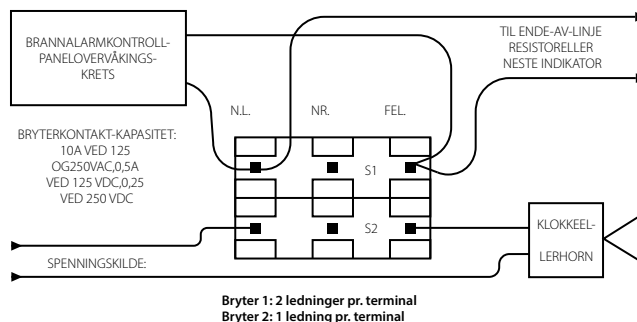 BRANNALARMKONTROLL-
PANELOVERVÅKINGS-
KRETS
TIL ENDE-AV-LINJE
RESISTORELLER
NESTE INDIKATOR
N.L.
NR.
FEL.
BRYTERKONTAKT-KAPASITET:
10A VED 125
OG250VAC,0,5A
VED 125 VDC,0,25
VED 250 VDC
S1
S2
KLOKKEEL-
LERHORN
SPENNINGSKILDE:
Bryter 1: 2 ledninger pr. terminal
Bryter 2: 1 ledning pr. terminal